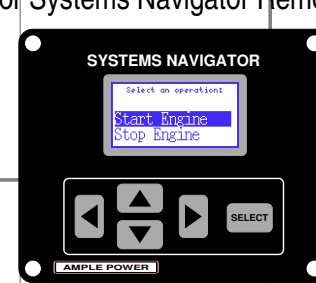 or Systems Navigator Remo
SYSTEMS NAVIGATOR
Select an operation:
Start Engine
Stop Engine
SELECT
AMPLE POWER